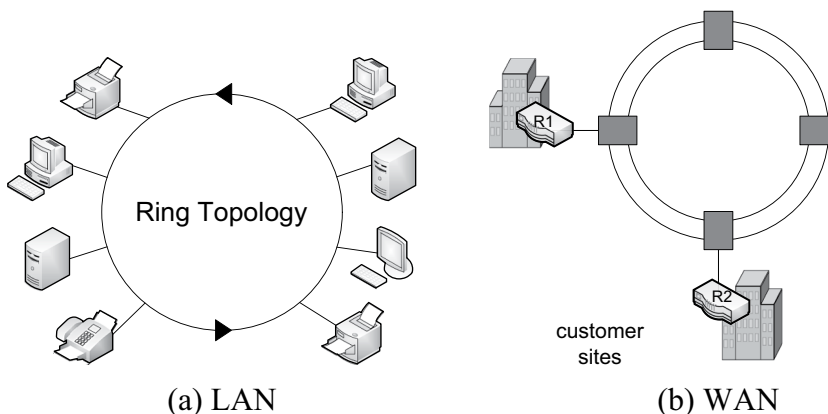 Ring Topology
R1
R2
customer
sites
(a) LAN
(b) WAN